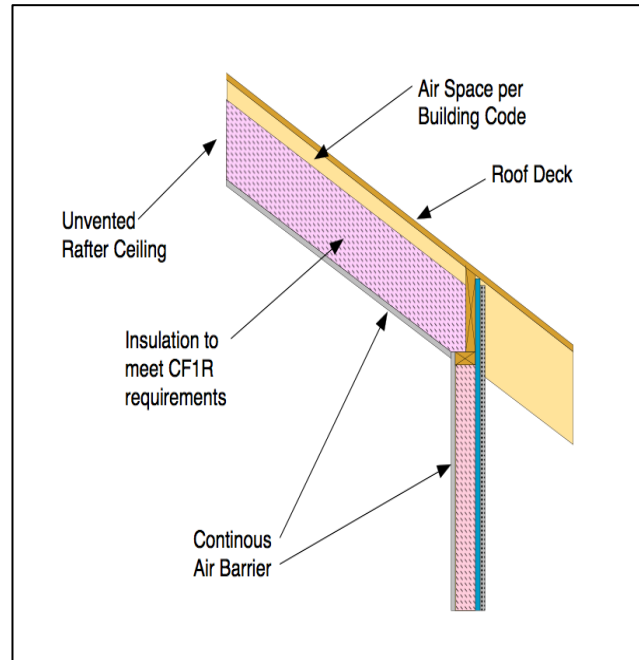 Air Space per
Building Code
Roof Deck
Unvented
Rafter Ceiling
Insulation to
meet CF1R
requirements
Continous
Air Barrier